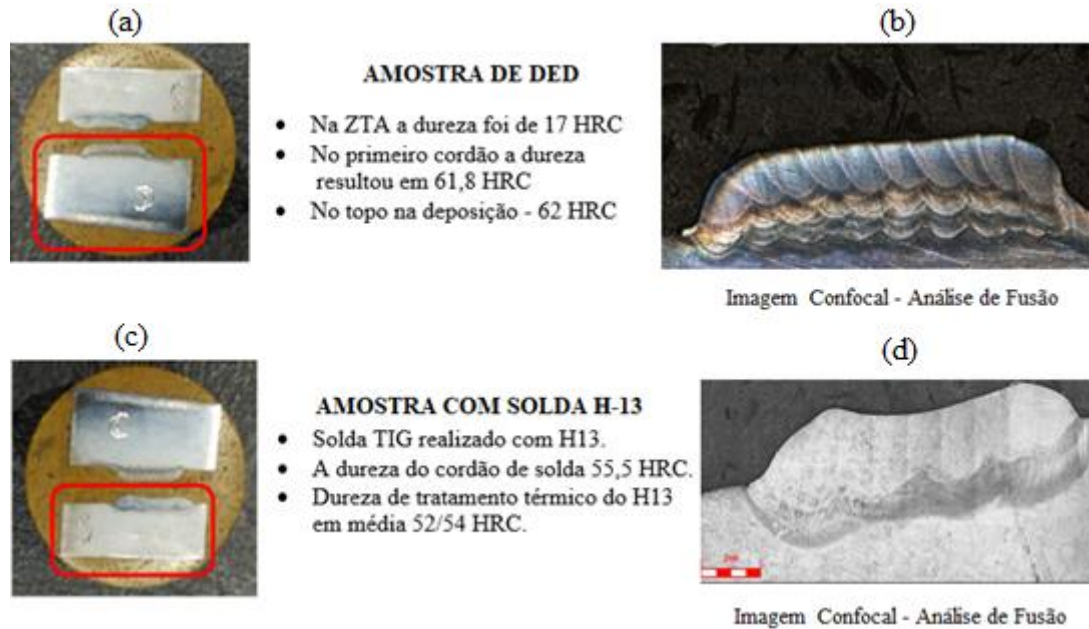 (a)
(b)
AMOSTRA DE DED
• Na ZTA a dureza foi de 17 HRC
• No primeiro cordão a dureza
resultou em 61,8 HRC
• No topo na deposição - 62 HRC
Imagem Confocal - Análise de Fusão
(c)
(d)
AMOSTRA COM SOLDA H-13
• Solda TIG realizado com H13.
• A dureza do cordão de solda 55,5 HRC.
• Dureza de tratamento térmico do H13
em média 52/54 HRC.
Imagem Confocal - Análise de Fusão